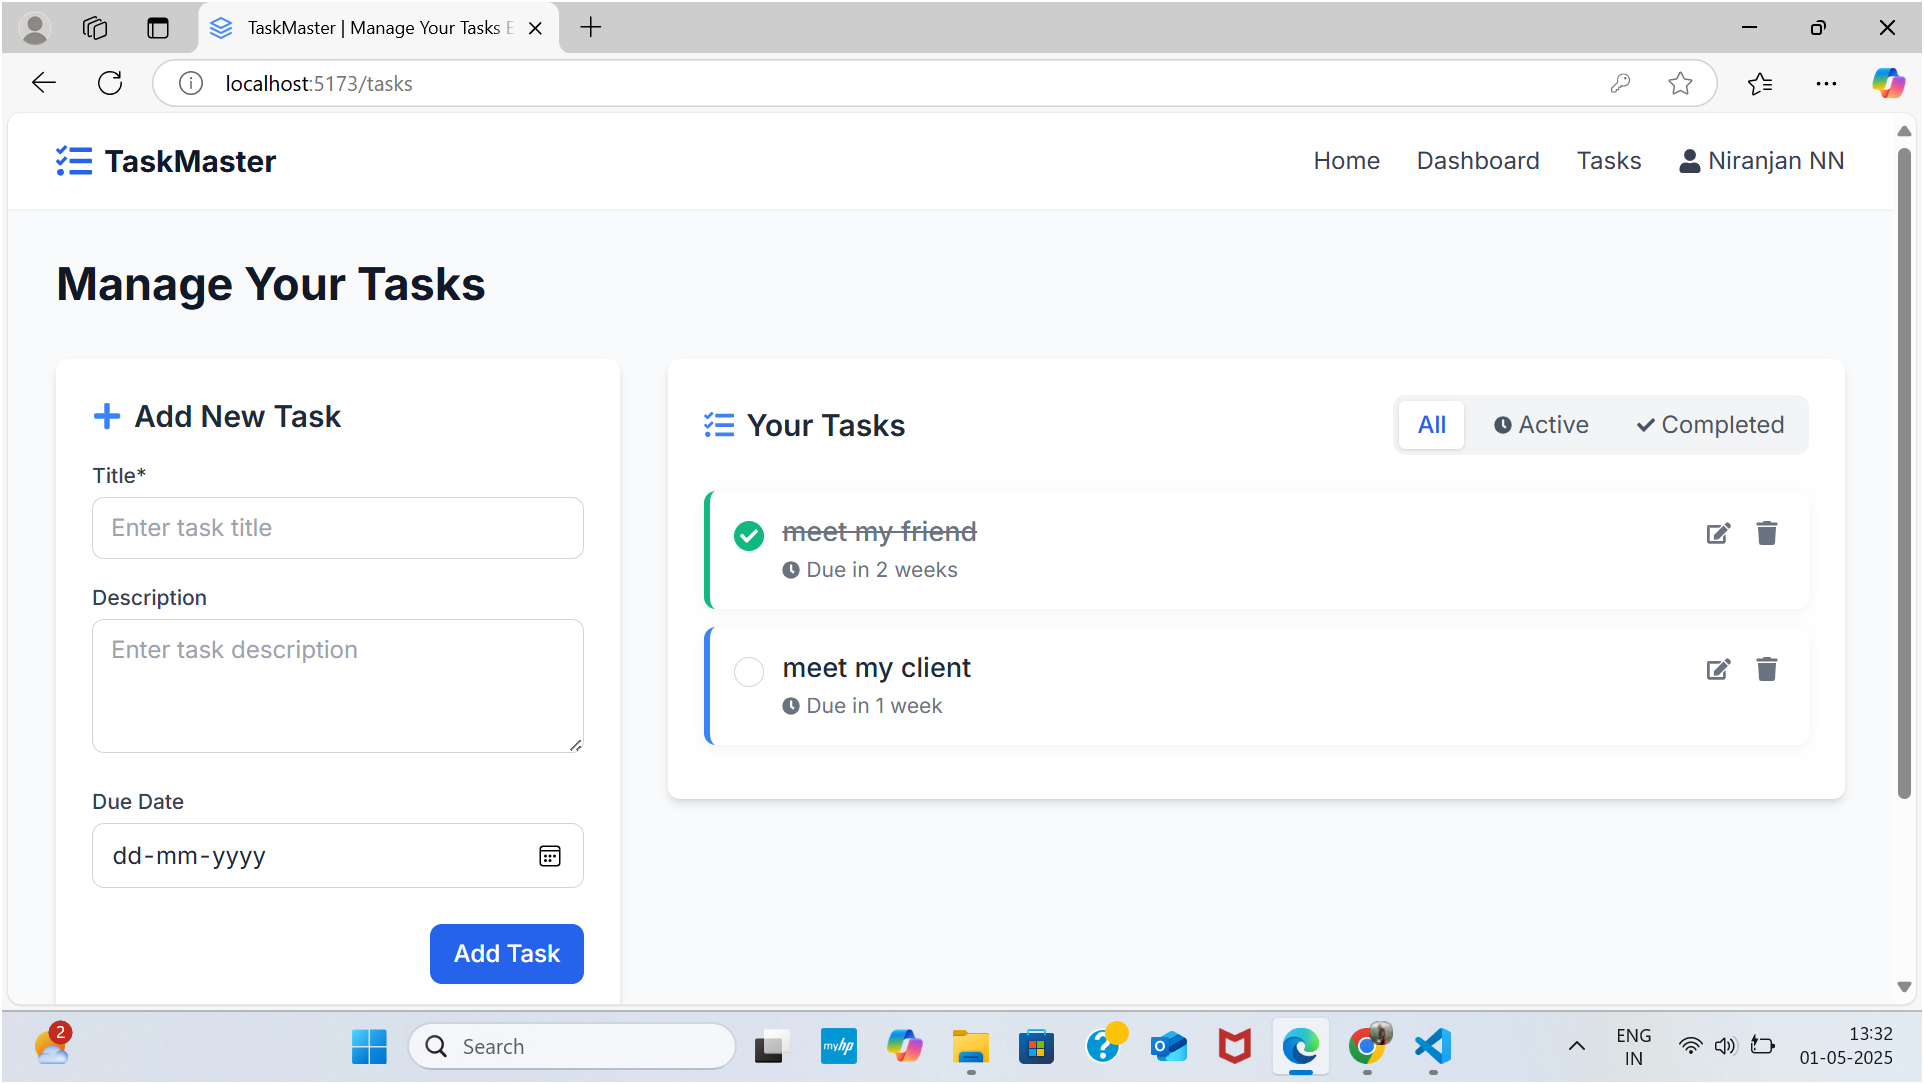 TaskMaster | Manage Your Tasks E
localhost:5173/tasks
TaskMaster
Home Dashboard Tasks Niranjan NN
Manage Your Tasks
Add New Task
Title*
Enter task title
Description
Enter task description
Due Date
dd-mm-yyyy
Add Task
Your Tasks
All Active Completed
meet my friend
Due in 2 weeks
meet my client
Due in 1 week
2
Search
myhp
ENG
IN
13:32
01-05-2025